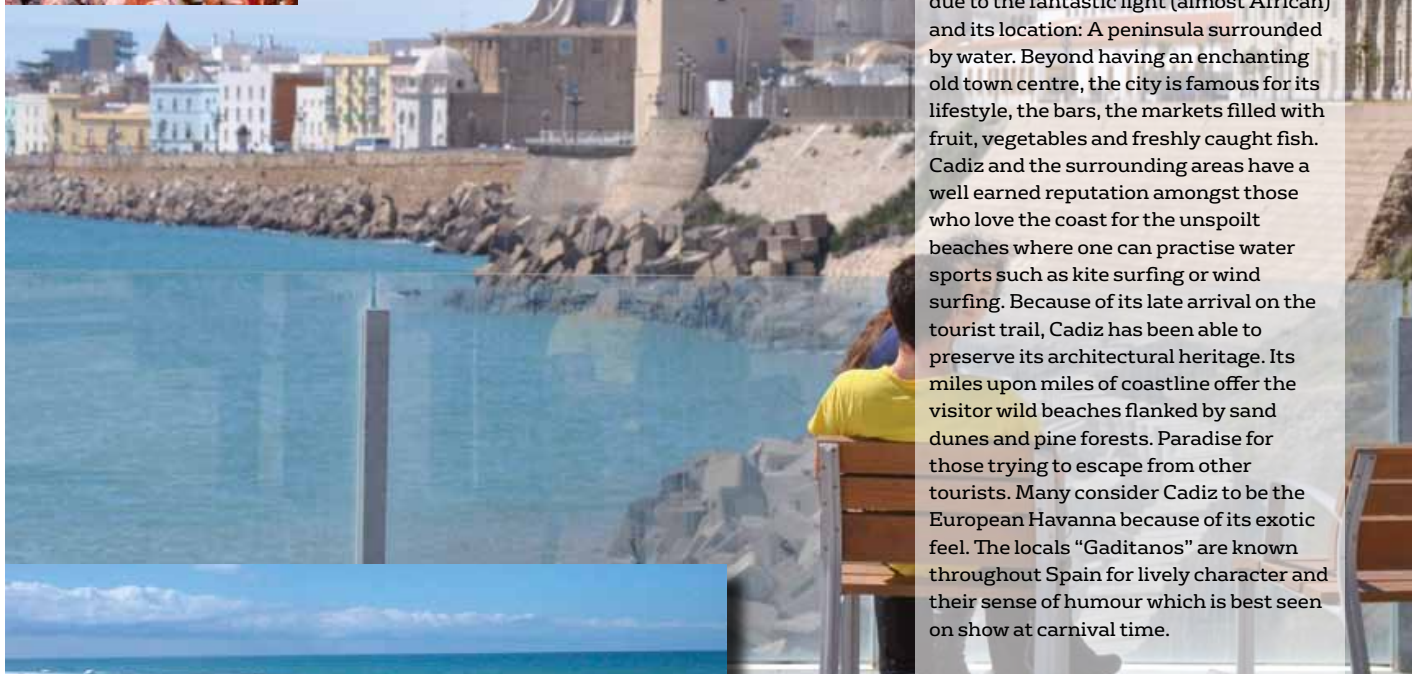 due to the fantastic light (almost African)
and its location: A peninsula surrounded
by water. Beyond having an enchanting
old town centre, the city is famous for its
lifestyle, the bars, the markets filled with
fruit, vegetables and freshly caught fish.
Cadiz and the surrounding areas have a
well earned reputation amongst those
who love the coast for the unspoilt
beaches where one can practise water
sports such as kite surfing or wind
surfing. Because of its late arrival on the
tourist trail, Cadiz has been able to
preserve its architectural heritage. Its
miles upon miles of coastline offer the
visitor wild beaches flanked by sand
dunes and pine forests. Paradise for
those trying to escape from other
tourists. Many consider Cadiz to be the
European Havanna because of its exotic
feel. The locals “Gaditanos” are known
throughout Spain for lively character and
their sense of humour which is best seen
on show at carnival time.